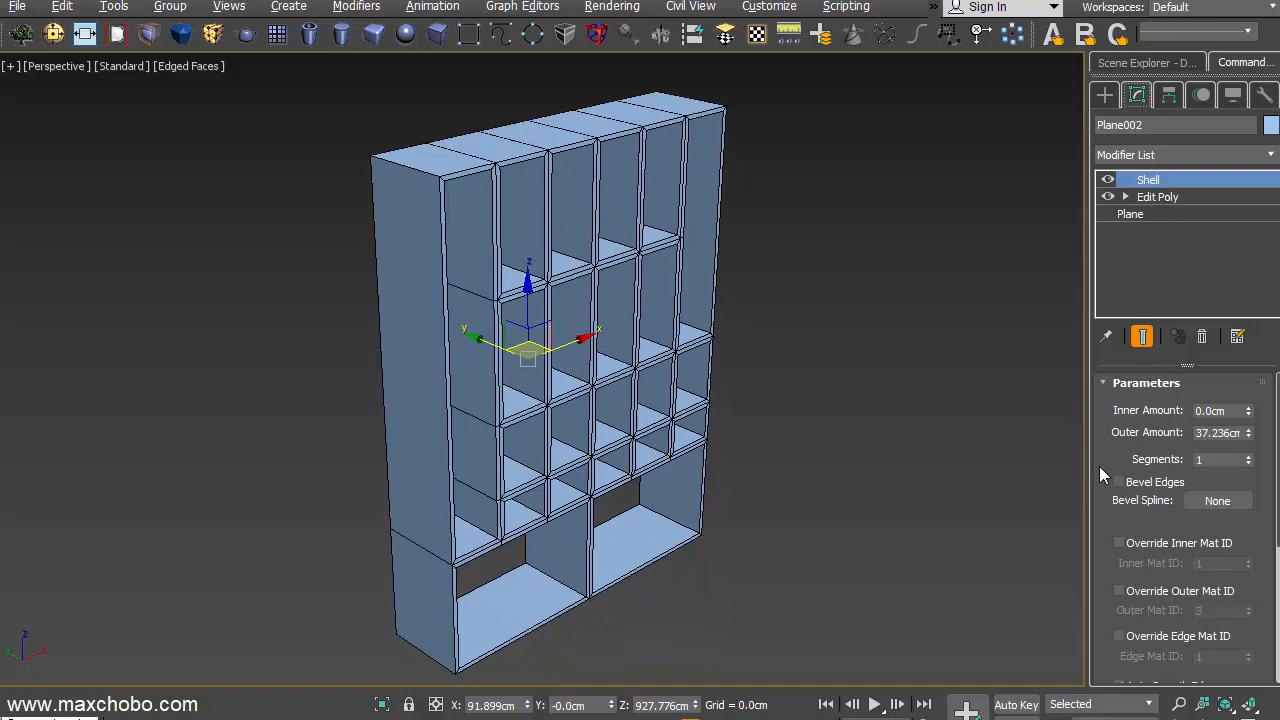 File Edit Tools Group Views Create Modifiers Animation Graph Editors Rendering Civil View Customize Scripting » Sign In Workspaces: Default
[+] [Perspective] [Standard] [Edged Faces]
Scene Explorer - D... Comman...
Plane002
Modifier List
Shell
Edit Poly
Plane
z
y
x
Parameters
Inner Amount: 0.0cm
Outer Amount: 37.236cm
Segments: 1
Bevel Edges
Bevel Spline: None
Override Inner Mat ID
Inner Mat ID: 1
Override Outer Mat ID
Outer Mat ID: 3
Override Edge Mat ID
Edge Mat ID: 1
z
y
x
www.maxchobo.com
X: 91.899cm Y: -0.0cm Z: 927.776cm Grid = 0.0cm Auto Key Selected